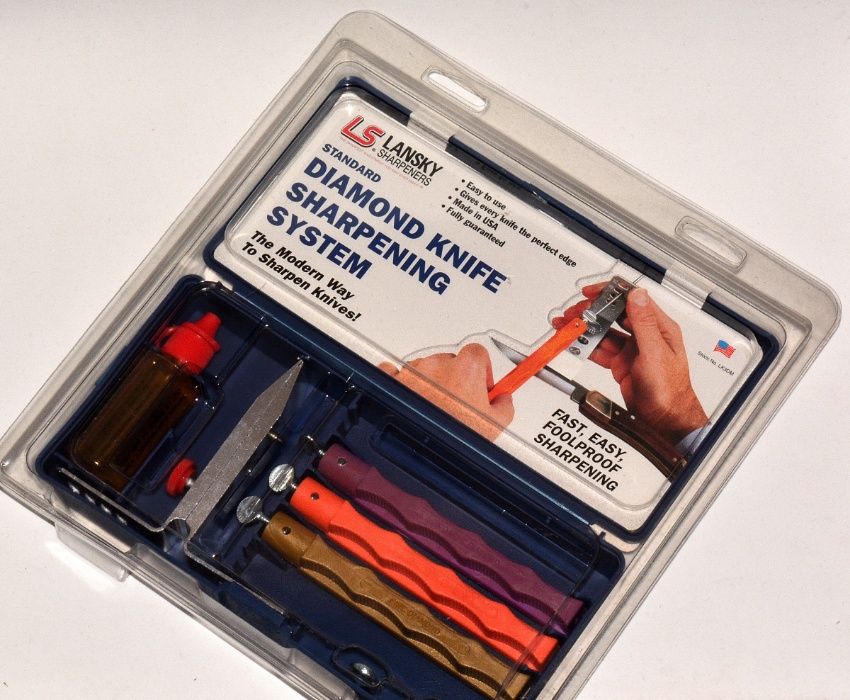 LS LANSKY
SHARPENERS
STANDARD
DIAMOND KNIFE
SHARPENING
SYSTEM
The Modern Way
To Sharpen Knives!
• Easy to use
• Gives every knife the perfect edge
• Made in USA
• Fully guaranteed
FAST, EASY,
FOOLPROOF
SHARPENING